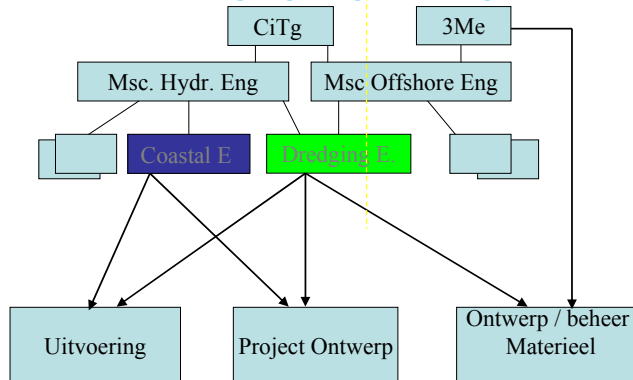 CiTg
3Me
Msc. Hydr. Eng
Msc Offshore Eng
Coastal E
Dredging E.
Uitvoering
Project Ontwerp
Ontwerp / beheer
Materieel